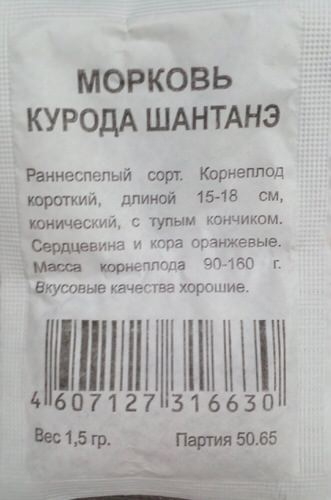 МОРКОВЬ
КУРОДА ШАНТАНЭ
Раннеспелый сорт. Корнеплод
короткий, длиной 15-18 см,
конический, с тупым кончиком.
Сердцевина и кора оранжевые.
Масса корнеплода 90-160 г.
Вкусовые качества хорошие.
4 607127 316630
Вес 1,5 гр. Партия 50.65